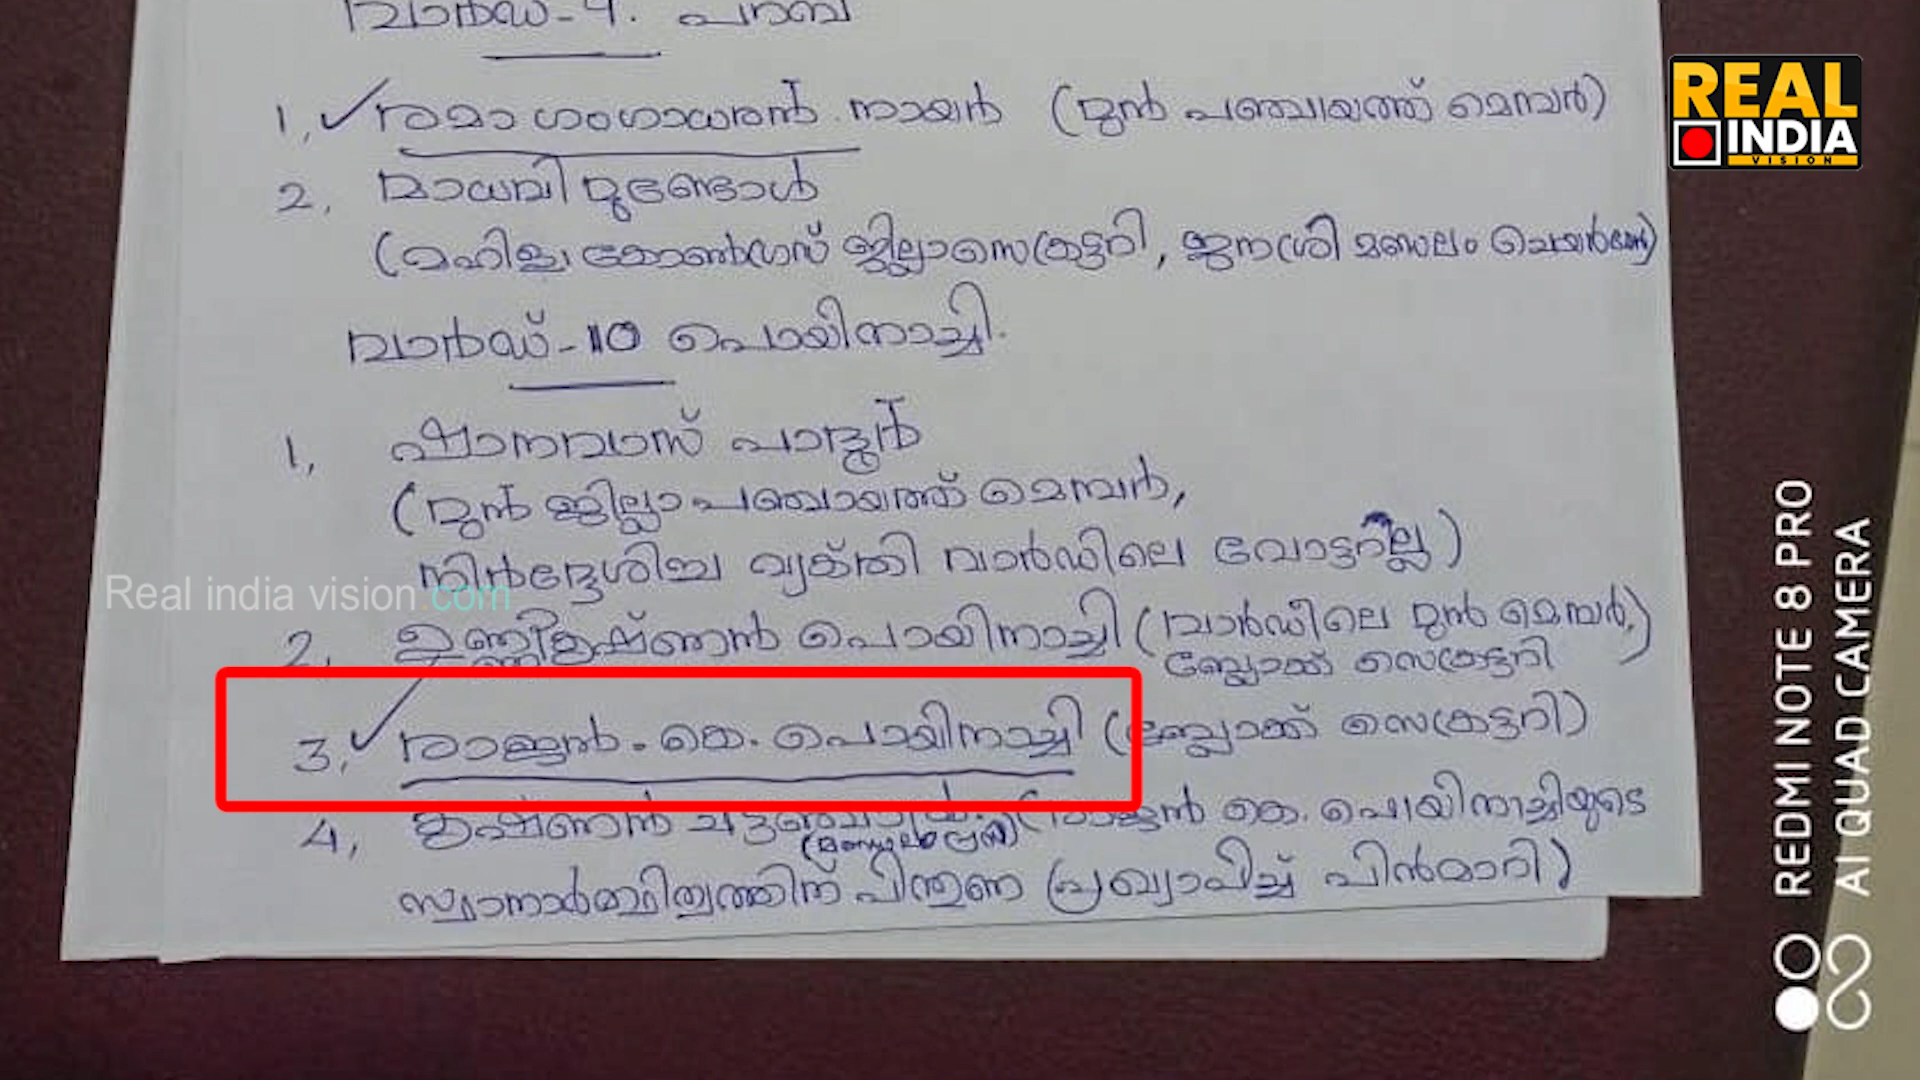 വാർഡ് - 9. പറമ്പ്
1, ✓ രമാ ഗംഗാധരൻ നായർ (മുൻ പഞ്ചായത്ത് മെമ്പർ)
2, മാധവി മുണ്ടോൾ
(മഹിളാ കോൺഗ്രസ് ജില്ലാസെക്രട്ടറി, ജനശ്രീ മണ്ഡലം ചെയർമേൻ)
വാർഡ് - 10 പൊയിനാച്ചി.
1, ഷാനവാസ് പാദൂർ
(മുൻ ജില്ലാ പഞ്ചായത്ത് മെമ്പർ,
നിർദ്ദേശിച്ച വ്യക്തി വാർഡിലെ വോട്ടറല്ല)
2, ഉണ്ണികൃഷ്ണൻ പൊയിനാച്ചി (വാർഡിലെ മുൻ മെമ്പർ,)
ബ്ലോക്ക് സെക്രട്ടറി
3, ✓ രാജൻ. കെ. പൊയിനാച്ചി (ബ്ലോക്ക് സെക്രട്ടറി)
4, കൃഷ്ണൻ ചട്ടഞ്ചാൽ. (രാജൻ കെ. പൊയിനാച്ചിയുടെ
സ്ഥാനാർത്ഥിത്വത്തിന് പിന്തുണ പ്രഖ്യാപിച്ച് പിൻമാറി)
REAL
INDIA
VISION
Real india vision com
REDMI NOTE 8 PRO
AI QUAD CAMERA